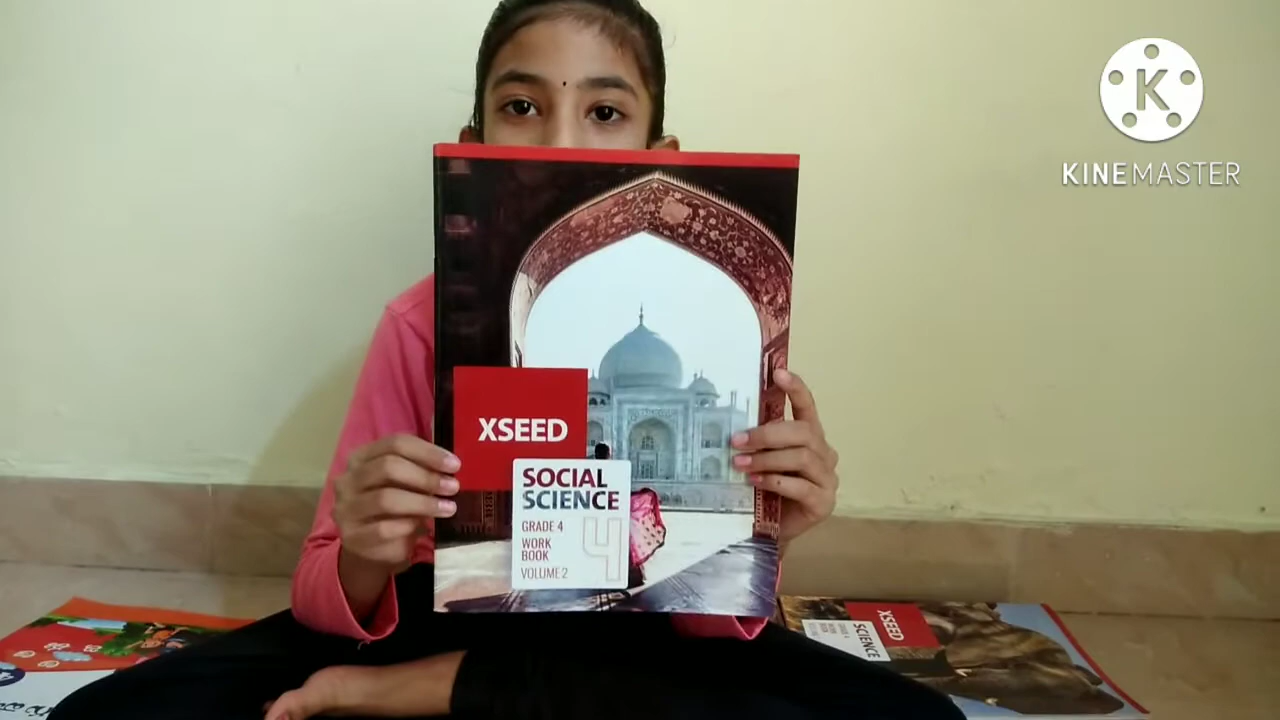 K
KINEMASTER
XSEED
SOCIAL
SCIENCE
GRADE 4
WORK
BOOK
VOLUME 2
4
XSEED
SCIENCE